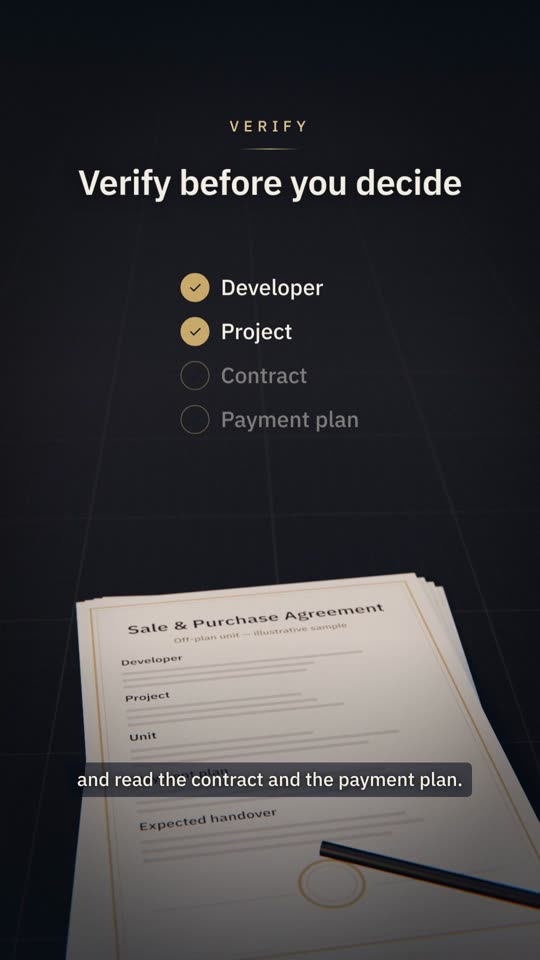 VERIFY
Verify before you decide
Developer
Project
Contract
Payment plan
Sale & Purchase Agreement
Off-plan unit — illustrative sample
Developer
Project
Unit
and read the contract and the payment plan.
Expected handover